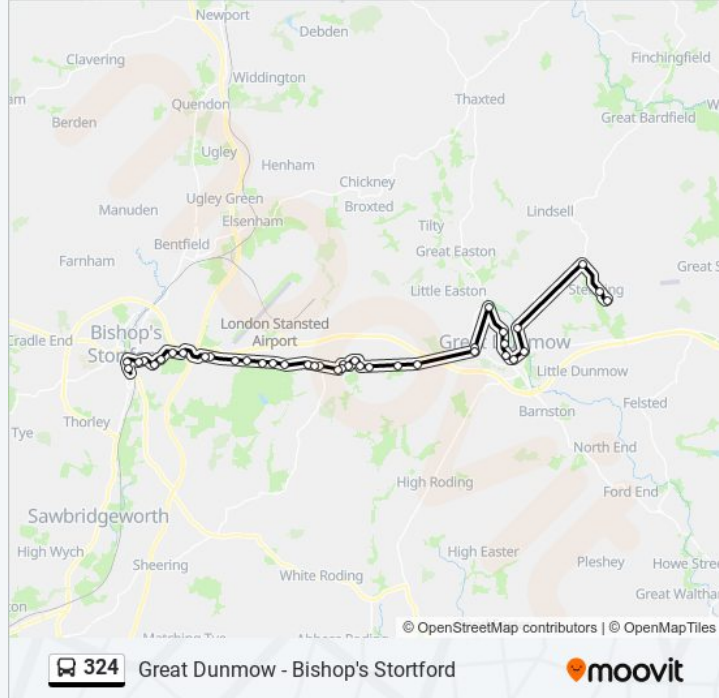 Newport
Debden
Clavering
Finchingfield
Widdington
Quendon
Thaxted
Berden
Great Bardfield
Ugley
Henham
Chickney
Manuden
Ugley Green
Broxted
Lindsell
Elsenham
Tilty
Bentfield
Great Easton
Farnham
Little Easton
London Stansted
Airport
Bishop's
Cradle End
Little Dunmow
Felsted
Barnston
Tye
Thorley
North End
High Roding
Ford End
Sawbridgeworth
High Wych
High Easter
Sheering
Pleshey
White Roding
Great Waltham
© OpenStreetMap contributors | © OpenMapTiles
324 Great Dunmow - Bishop's Stortford
moovit